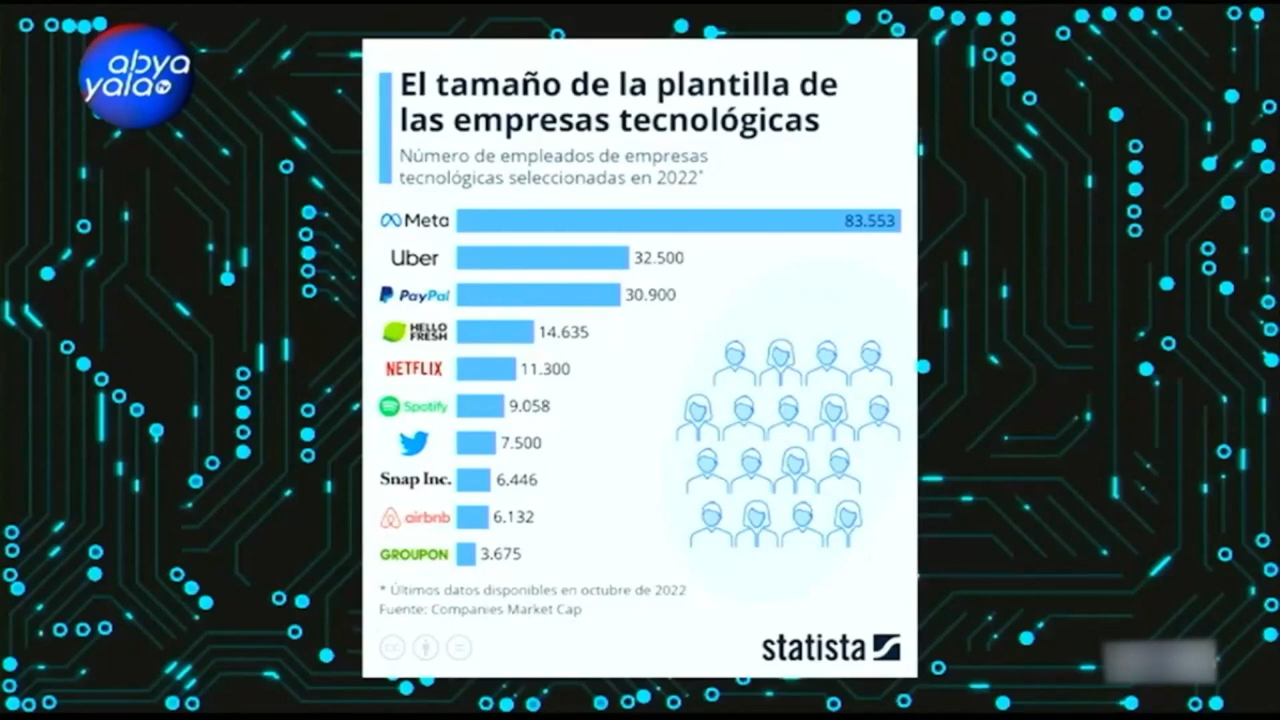 abya
yala tv
El tamaño de la plantilla de
las empresas tecnológicas
Número de empleados de empresas
tecnológicas seleccionadas en 2022*
Meta 83.553
Uber 32.500
PayPal 30.900
HELLO
FRESH 14.635
NETFLIX 11.300
Spotify 9.058
7.500
Snap Inc. 6.446
airbnb 6.132
GROUPON 3.675
* Últimos datos disponibles en octubre de 2022
Fuente: Companies Market Cap
cc
statista